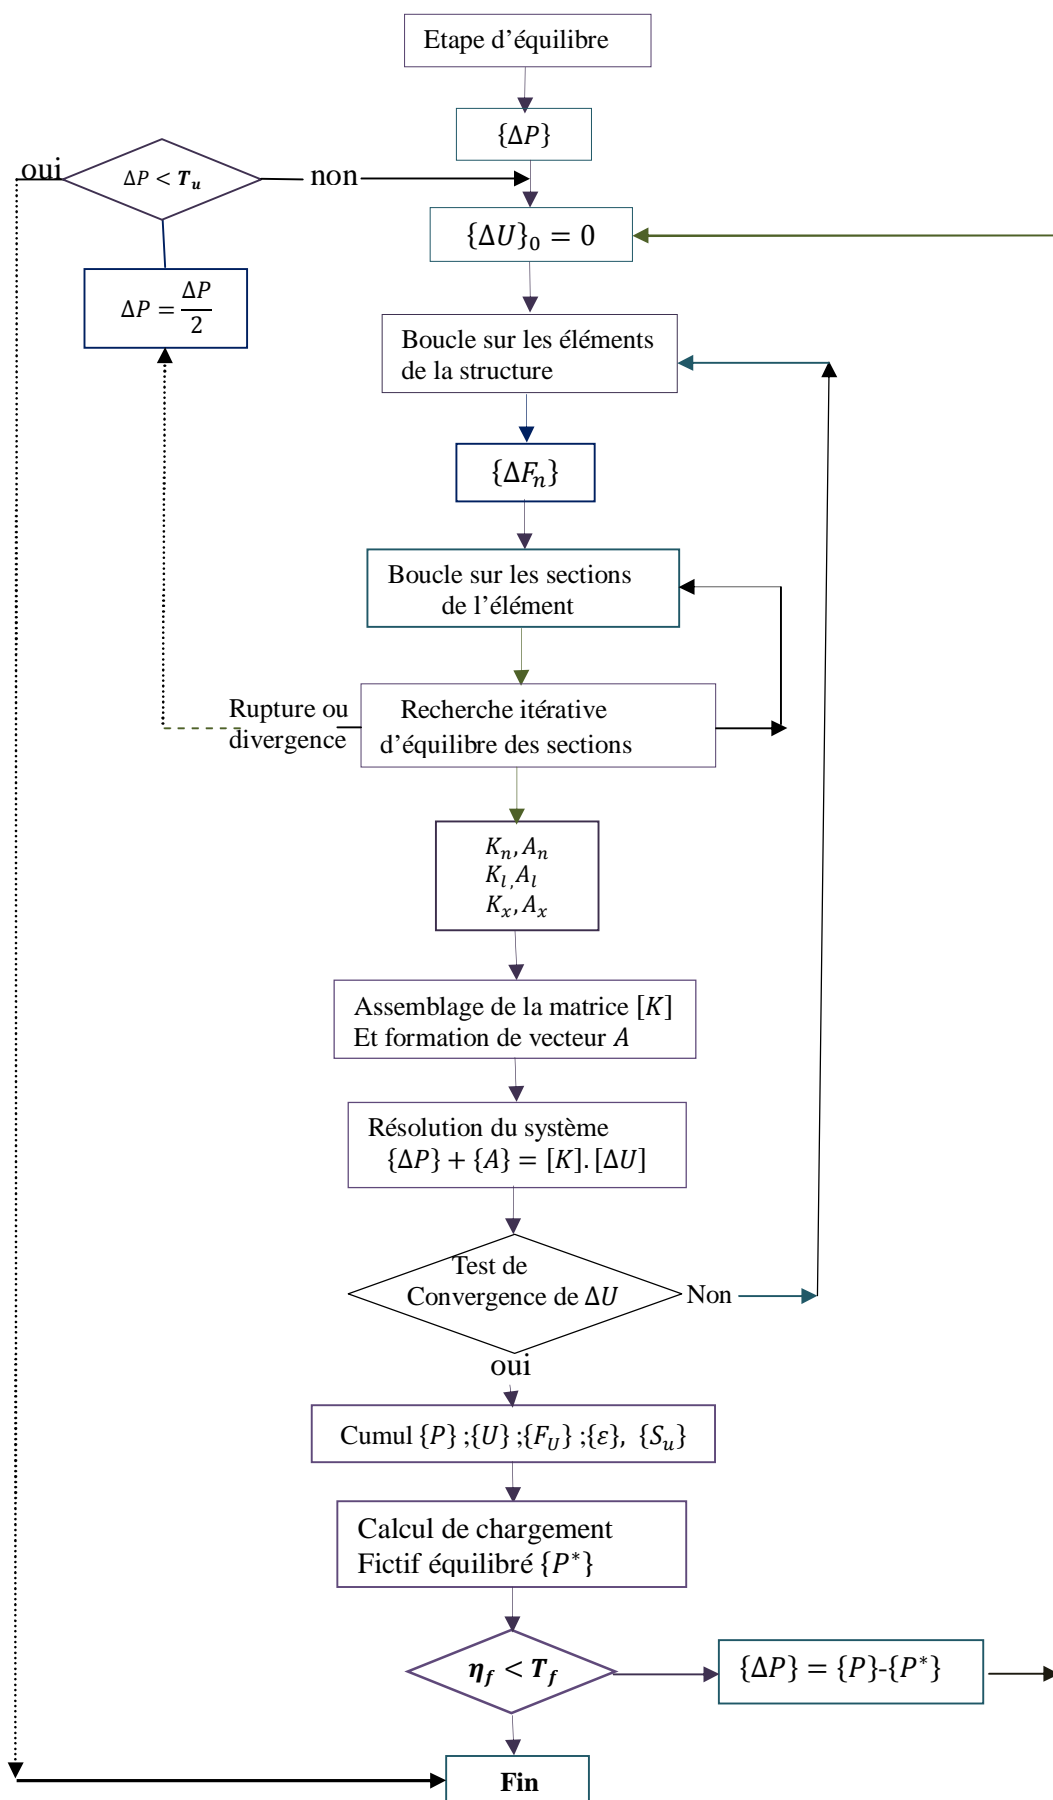 Etape d'équilibre
{ΔP}
oui
ΔP < T_u
non
{ΔU}_0 = 0
ΔP = ΔP/2
Boucle sur les éléments
de la structure
{ΔF_n}
Boucle sur les sections
de l'élément
Rupture ou
divergence
Recherche itérative
d'équilibre des sections
K_n, A_n
K_l, A_l
K_x, A_x
Assemblage de la matrice [K]
Et formation de vecteur A
Résolution du système
{ΔP} + {A} = [K]. [ΔU]
Test de
Convergence de ΔU
Non
oui
Cumul {P} ;{U} ;{F_U} ;{ε}, {S_u}
Calcul de chargement
Fictif équilibré {P*}
η_f < T_f
{ΔP} = {P}-{P*}
Fin